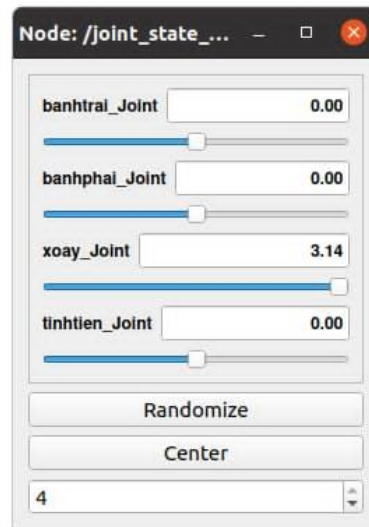 Node: /joint_state_...
banhtrai_Joint 0.00
banhphai_Joint 0.00
xoay_Joint 3.14
tinhtien_Joint 0.00
Randomize
Center
4